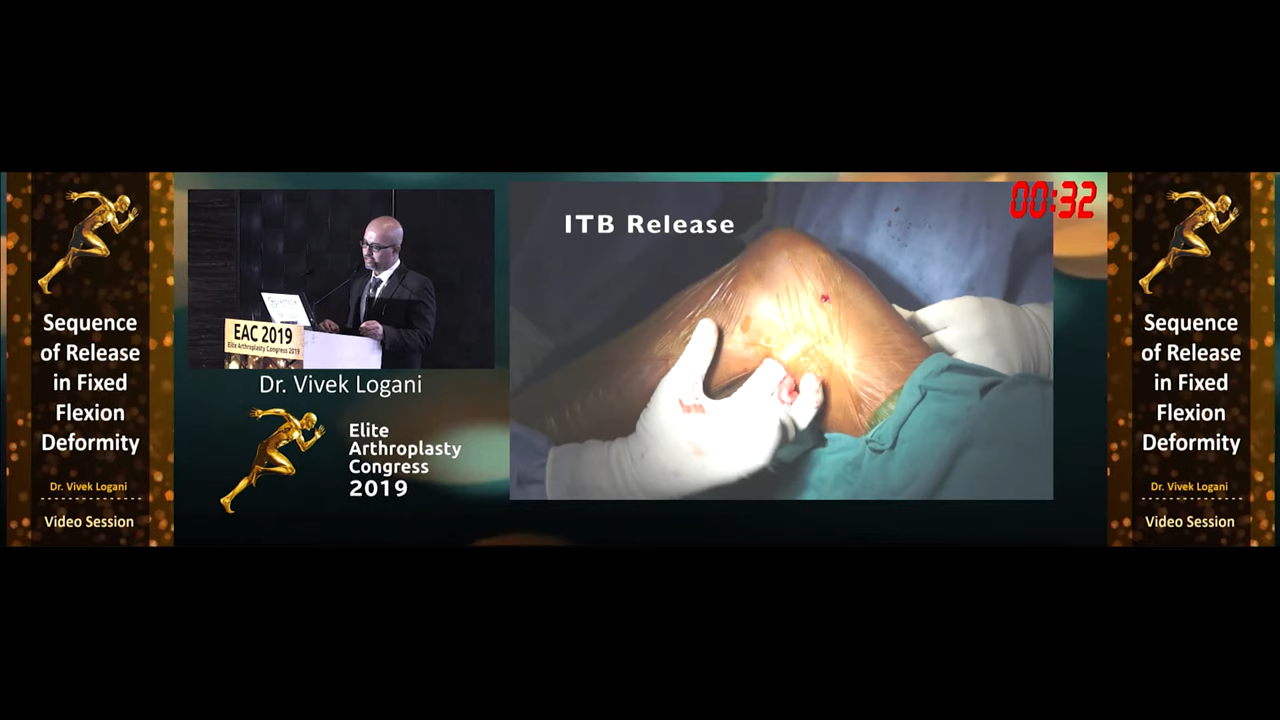 Sequence
of Release
in Fixed
Flexion
Deformity
Dr. Vivek Logani
Video Session
EAC 2019
Elite Arthroplasty Congress 2019
Dr. Vivek Logani
Elite
Arthroplasty
Congress
2019
ITB Release
00:32
Sequence
of Release
in Fixed
Flexion
Deformity
Dr. Vivek Logani
Video Session